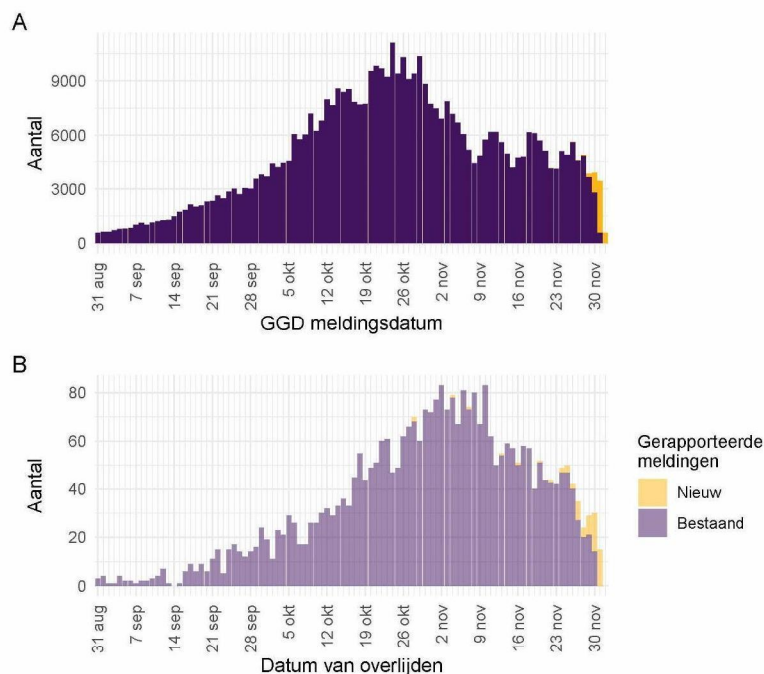 A
Aantal
9000
6000
3000
0
31 aug
7 sep
14 sep
21 sep
28 sep
5 okt
12 okt
19 okt
26 okt
2 nov
9 nov
16 nov
23 nov
30 nov
GGD meldingsdatum
B
Aantal
80
60
40
20
0
31 aug
7 sep
14 sep
21 sep
28 sep
5 okt
12 okt
19 okt
26 okt
2 nov
9 nov
16 nov
23 nov
30 nov
Datum van overlijden
Gerapporteerde
meldingen
Nieuw
Bestaand